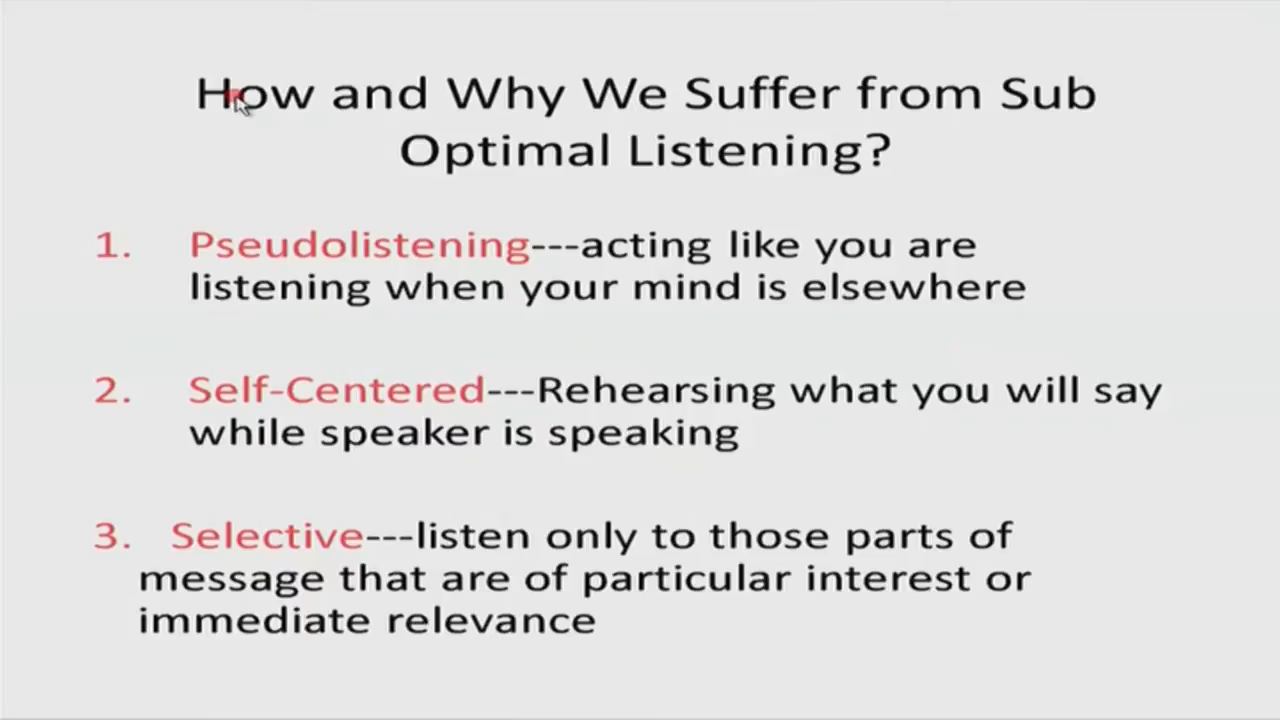 How and Why We Suffer from Sub
Optimal Listening?
1. Pseudolistening---acting like you are
listening when your mind is elsewhere
2. Self-Centered---Rehearsing what you will say
while speaker is speaking
3. Selective---listen only to those parts of
message that are of particular interest or
immediate relevance